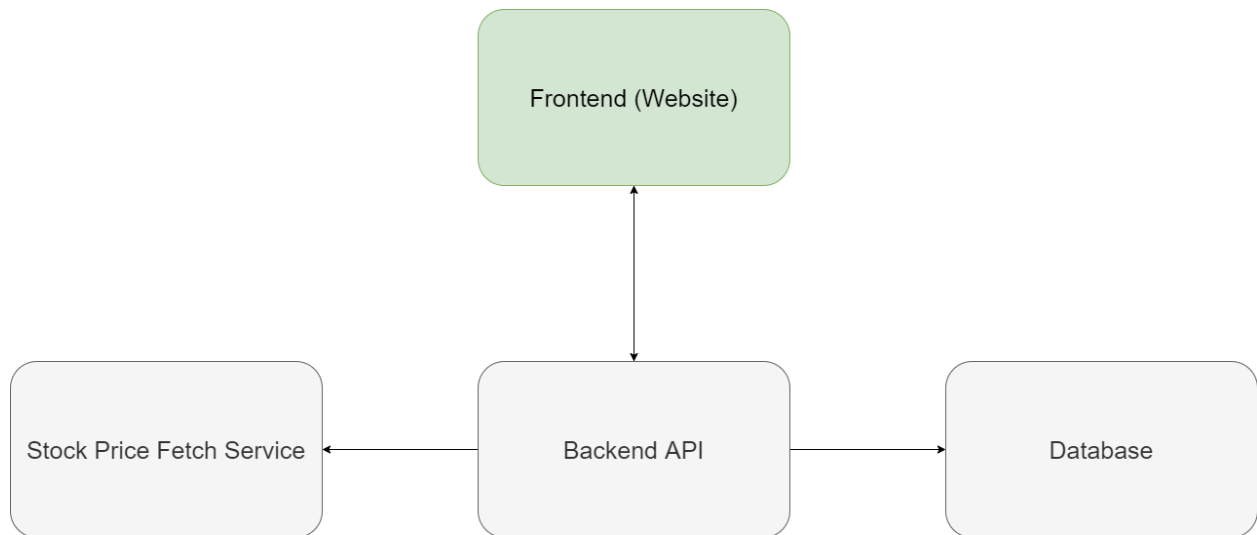 Frontend (Website)
Stock Price Fetch Service
Backend API
Database